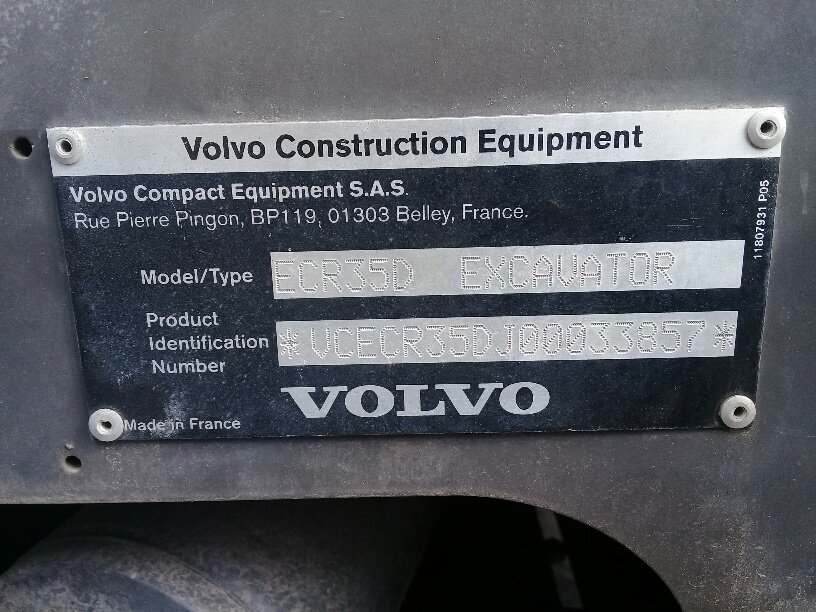 Volvo Construction Equipment
Volvo Compact Equipment S.A.S.
Rue Pierre Pingon, BP119, 01303 Belley, France.
11807931 P05
Model/Type ECR35D EXCAVATOR
Product
Identification
Number
*VCECR35DJ00033857*
VOLVO
Made in France